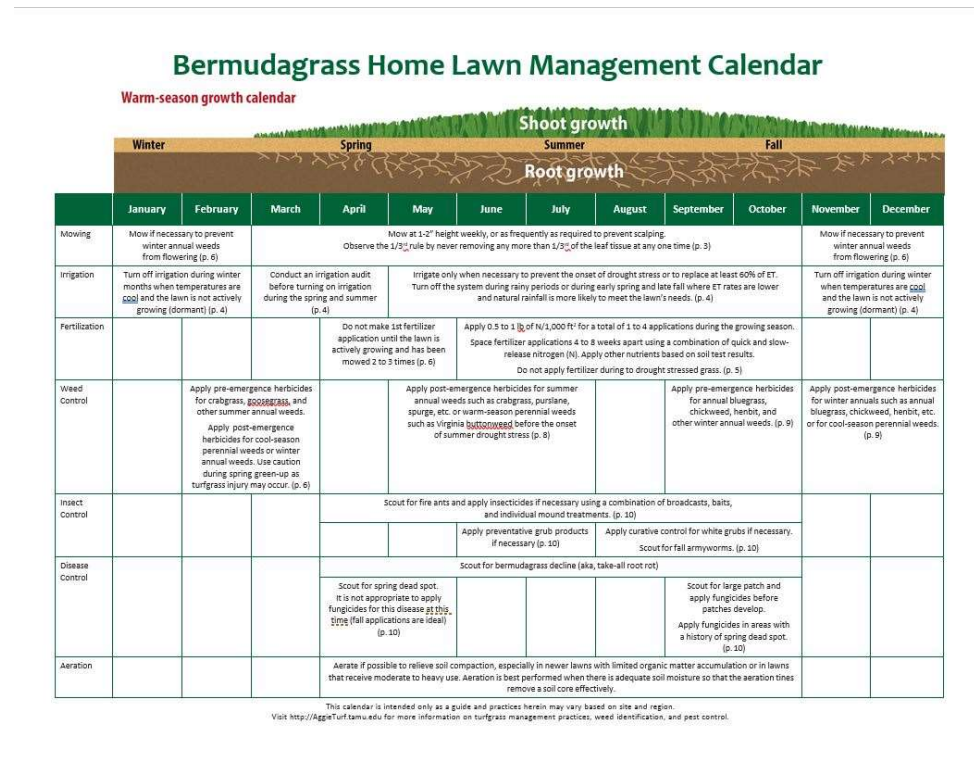 Bermudagrass Home Lawn Management Calendar
Warm-season growth calendar
Shoot growth
Winter
Spring
Summer
Fall
Root growth
January
February
March
April
May
June
July
August
September
October
November
December
Mowing
Mow if necessary to prevent
winter annual weeds
from flowering (p. 6)
Mow at 1-2" height weekly, or as frequently as required to prevent scalping.
Observe the 1/3rd rule by never removing any more than 1/3rd of the leaf tissue at any one time (p. 3)
Mow if necessary to prevent
winter annual weeds
from flowering (p. 6)
Irrigation
Turn off irrigation during winter
months when temperatures are
cool and the lawn is not actively
growing (dormant) (p. 4)
Conduct an irrigation audit
before turning on irrigation
during the spring and summer
(p. 4)
Irrigate only when necessary to prevent the onset of drought stress or to replace at least 60% of ET.
Turn off the system during rainy periods or during early spring and late fall where ET rates are lower
and natural rainfall is more likely to meet the lawn's needs. (p. 4)
Turn off irrigation during winter
when temperatures are cool
and the lawn is not actively
growing (dormant) (p. 4)
Fertilization
Do not make 1st fertilizer
application until the lawn is
actively growing and has been
mowed 2 to 3 times (p. 6)
Apply 0.5 to 1 lb of N/1,000 ft² for a total of 1 to 4 applications during the growing season.
Space fertilizer applications 4 to 8 weeks apart using a combination of quick and slow-
release nitrogen (N). Apply other nutrients based on soil test results.
Do not apply fertilizer during to drought stressed grass. (p. 5)
Weed
Control
Apply pre-emergence herbicides
for crabgrass, goosegrass, and
other summer annual weeds.
Apply post-emergence
herbicides for cool-season
perennial weeds or winter
annual weeds. Use caution
during spring green-up as
turfgrass injury may occur. (p. 6)
Apply post-emergence herbicides for summer
annual weeds such as crabgrass, purslane,
spurge, etc. or warm-season perennial weeds
such as Virginia buttonweed before the onset
of summer drought stress (p. 8)
Apply pre-emergence herbicides
for annual bluegrass,
chickweed, henbit, and
other winter annual weeds. (p. 9)
Apply post-emergence herbicides
for winter annuals such as annual
bluegrass, chickweed, henbit, etc.
or for cool-season perennial weeds.
(p. 9)
Insect
Control
Scout for fire ants and apply insecticides if necessary using a combination of broadcasts, baits,
and individual mound treatments. (p. 10)
Apply preventative grub products
if necessary (p. 10)
Apply curative control for white grubs if necessary.
Scout for fall armyworms. (p. 10)
Disease
Control
Scout for bermudagrass decline (aka, take-all root rot)
Scout for spring dead spot.
It is not appropriate to apply
fungicides for this disease at this
time (fall applications are ideal)
(p. 10)
Scout for large patch and
apply fungicides before
patches develop.
Apply fungicides in areas with
a history of spring dead spot.
(p. 10)
Aeration
Aerate if possible to relieve soil compaction, especially in newer lawns with limited organic matter accumulation or in lawns
that receive moderate to heavy use. Aeration is best performed when there is adequate soil moisture so that the aeration tines
remove a soil core effectively.
This calendar is intended only as a guide and practices herein may vary based on site and region.
Visit http://AggieTurf.tamu.edu for more information on turfgrass management practices, weed identification, and pest control.